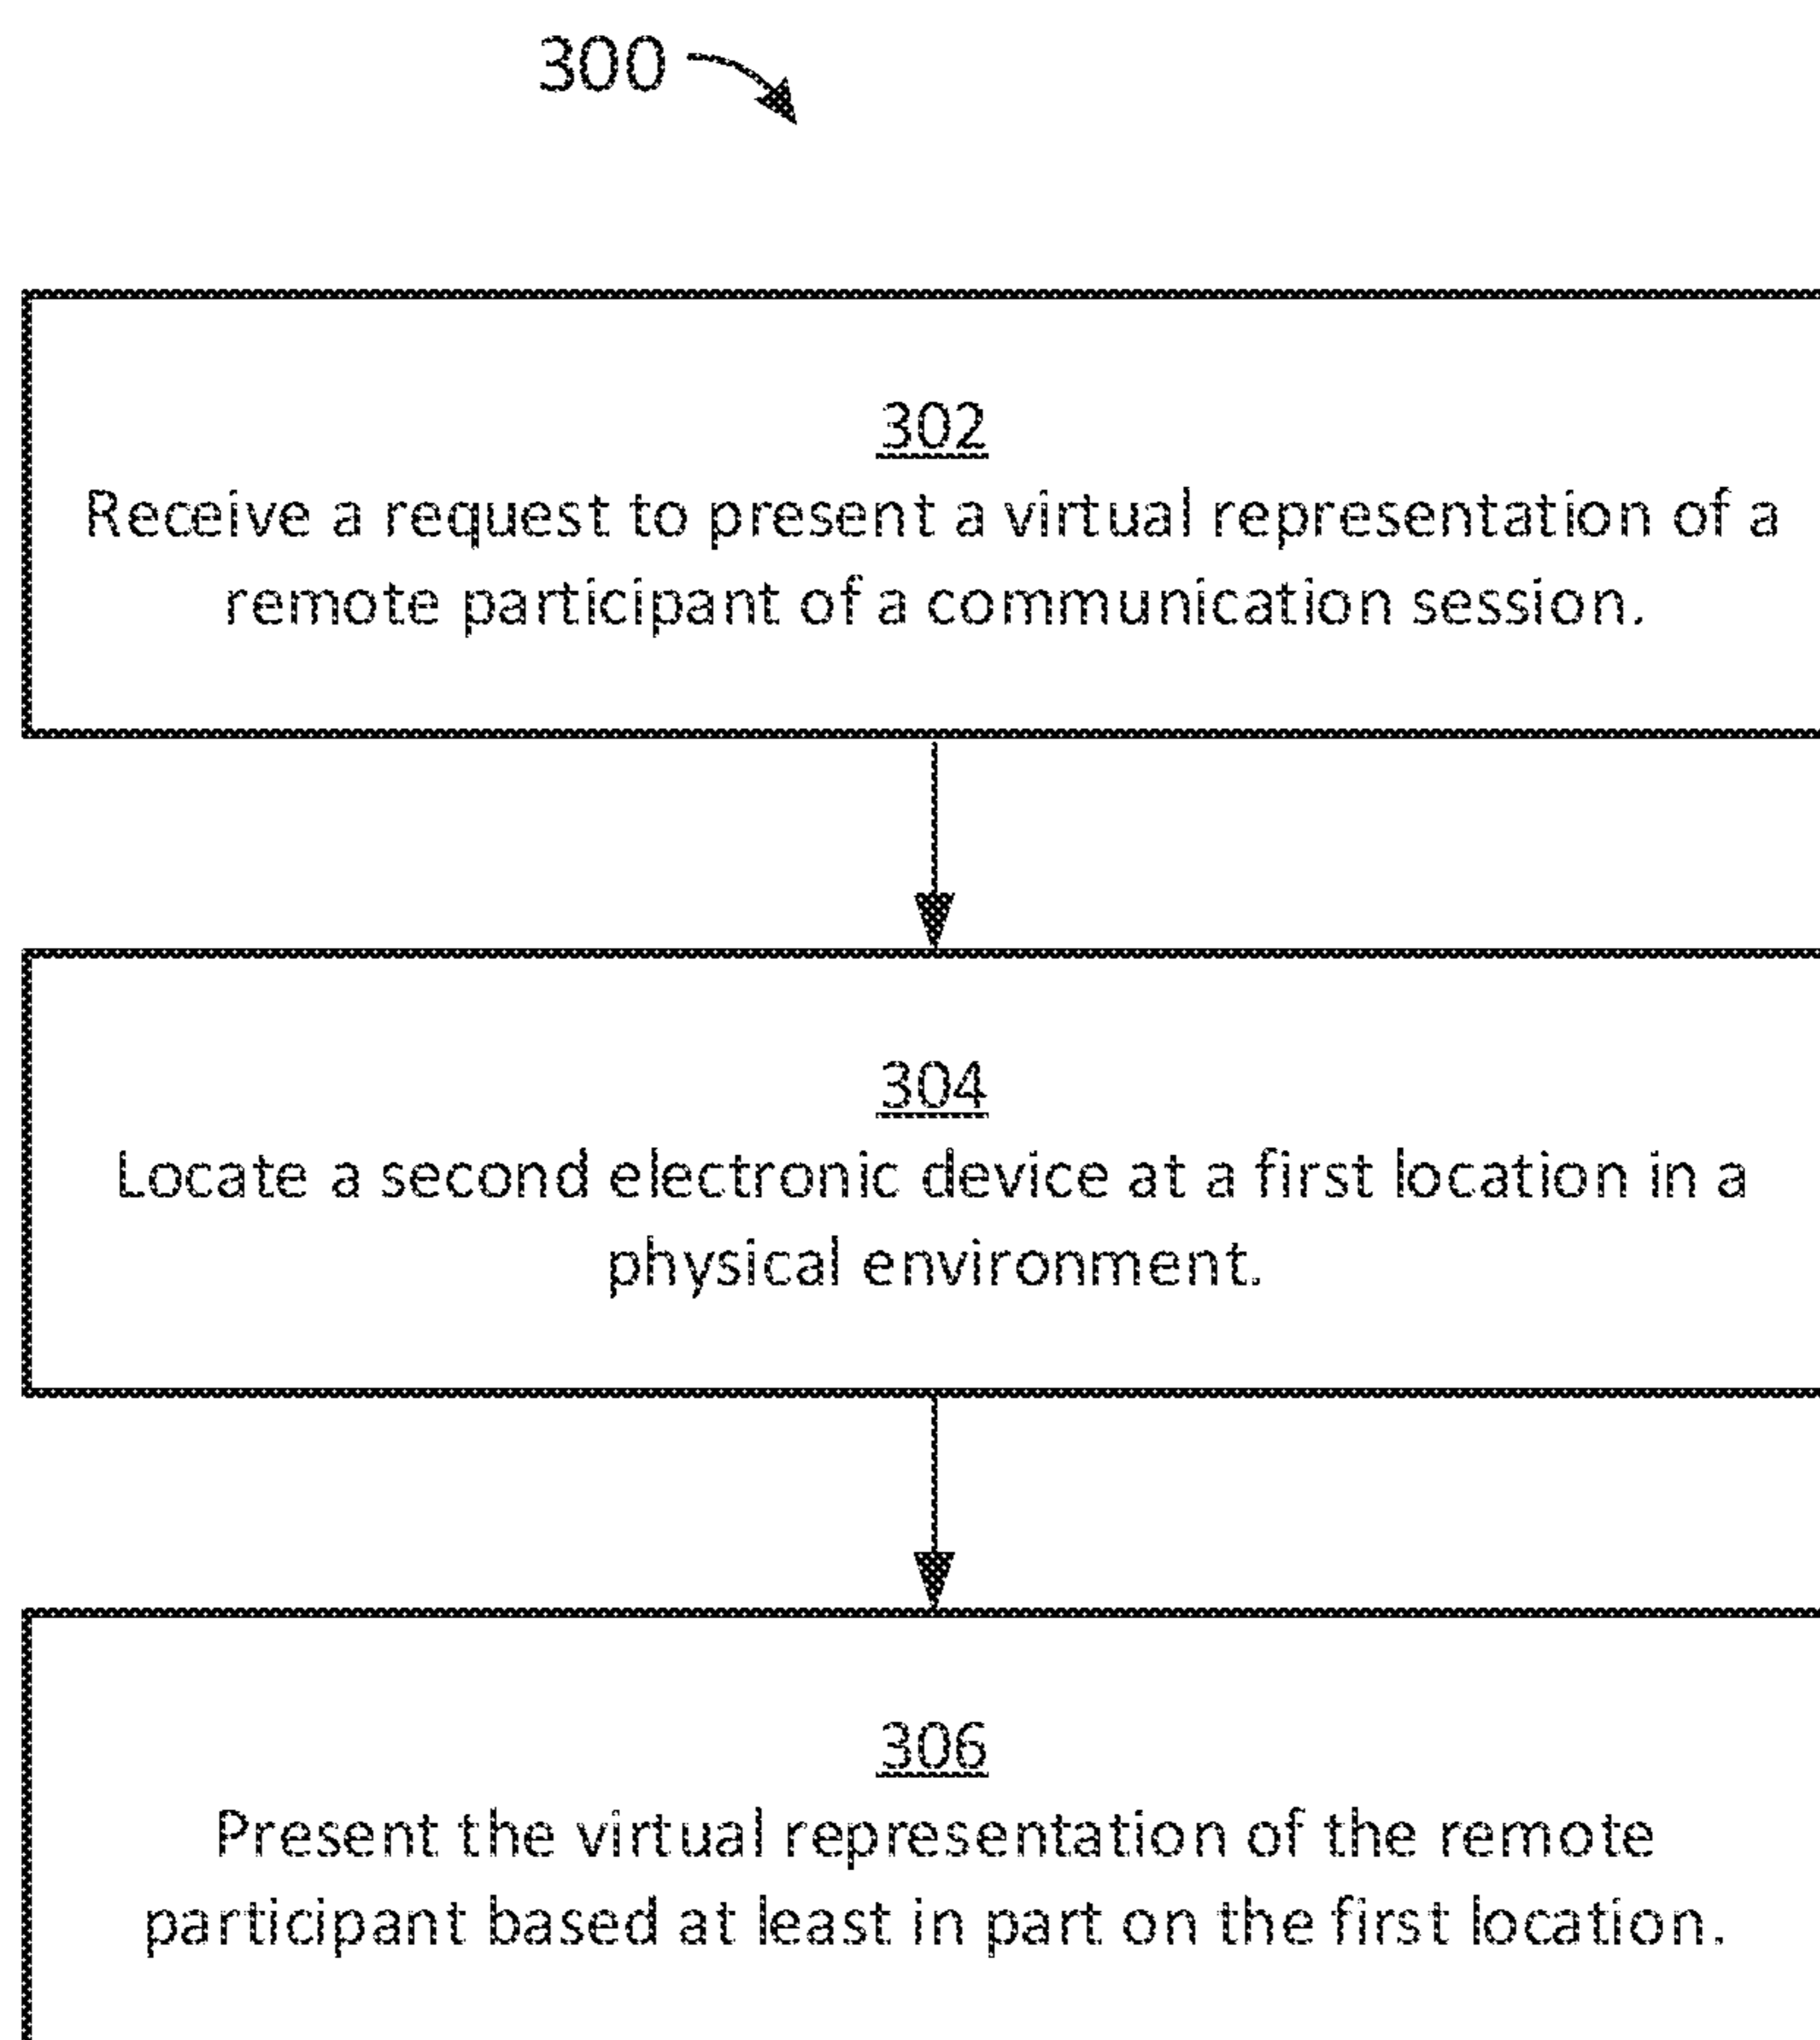 300
302
Receive a request to present a virtual representation of a
remote participant of a communication session.
304
Locate a second electronic device at a first location in a
physical environment.
306
Present the virtual representation of the remote
participant based at least in part on the first location.